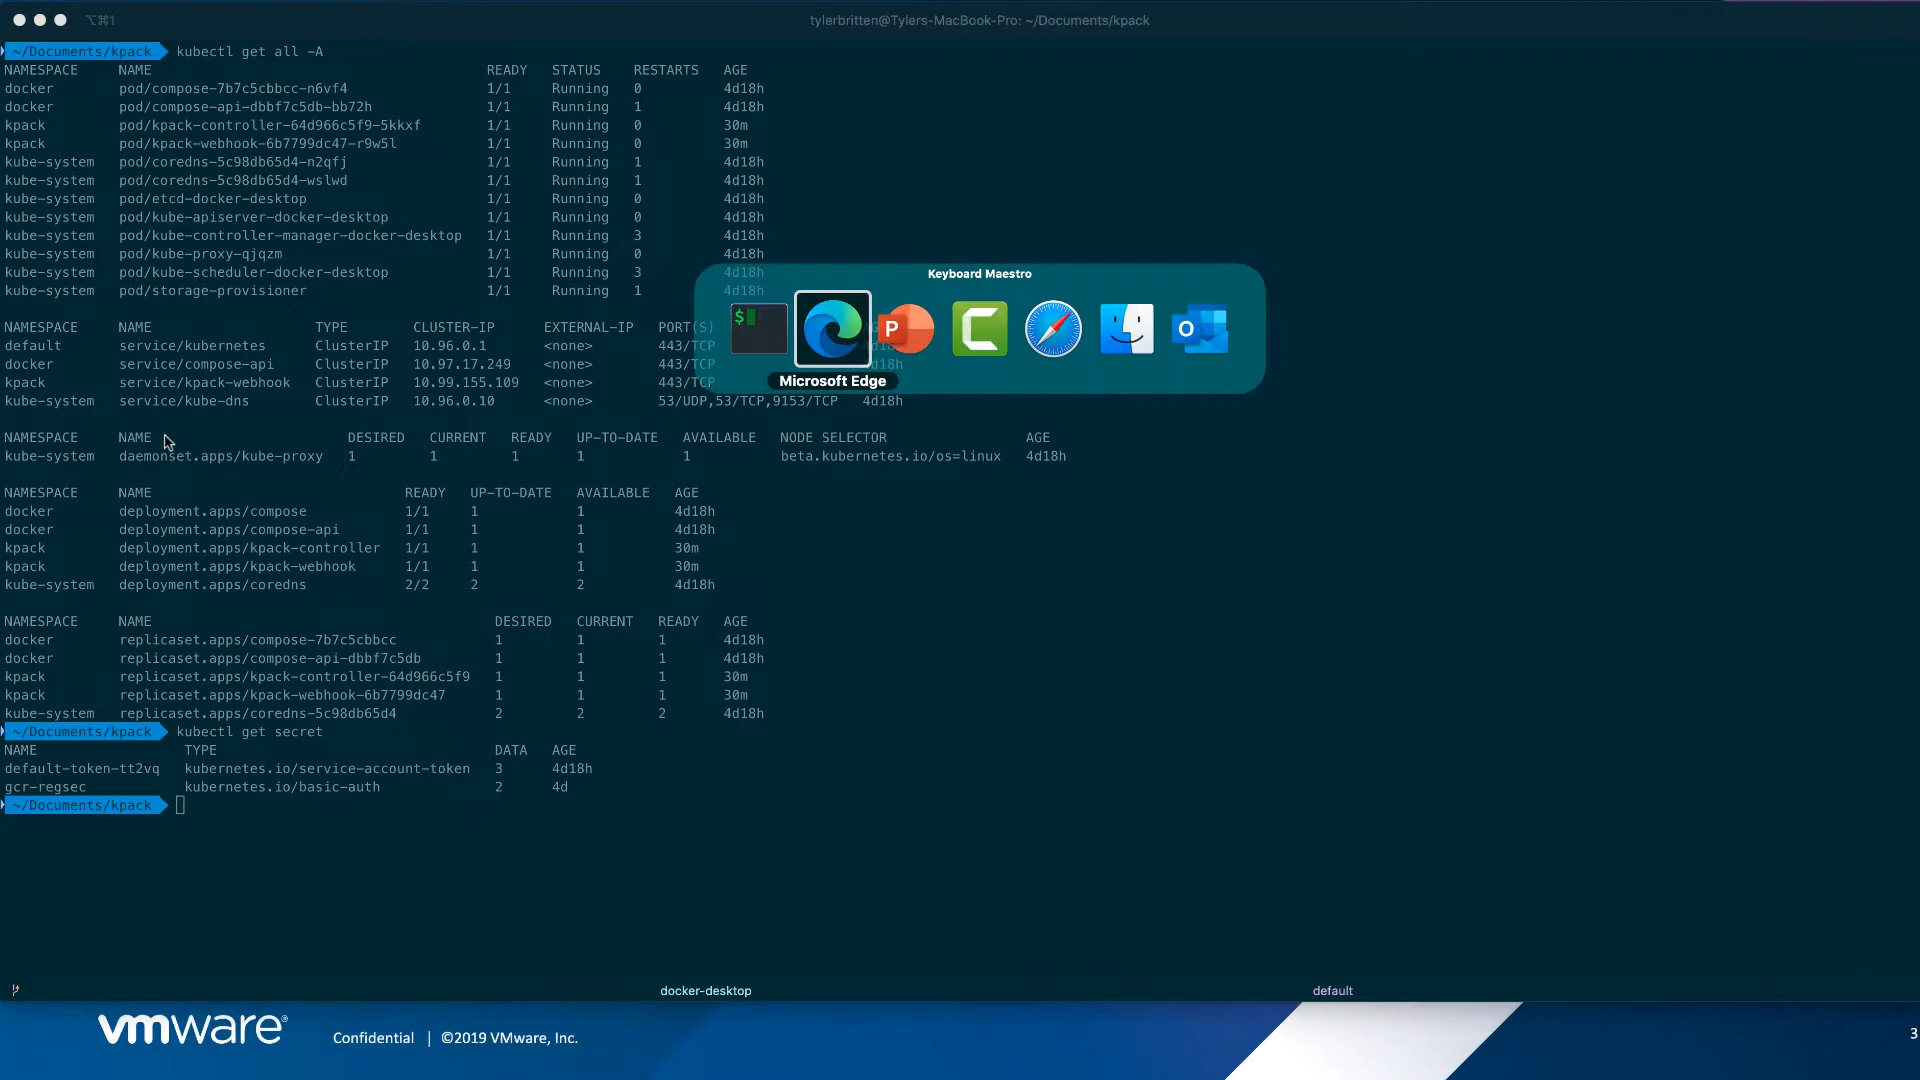 ⌥⌘1
tylerbritten@Tylers-MacBook-Pro: ~/Documents/kpack
~/Documents/kpack kubectl get all -A
NAMESPACE NAME READY STATUS RESTARTS AGE
docker pod/compose-7b7c5cbbcc-n6vf4 1/1 Running 0 4d18h
docker pod/compose-api-dbbf7c5db-bb72h 1/1 Running 1 4d18h
kpack pod/kpack-controller-64d966c5f9-5kkxf 1/1 Running 0 30m
kpack pod/kpack-webhook-6b7799dc47-r9w5l 1/1 Running 0 30m
kube-system pod/coredns-5c98db65d4-n2qfj 1/1 Running 1 4d18h
kube-system pod/coredns-5c98db65d4-wslwd 1/1 Running 1 4d18h
kube-system pod/etcd-docker-desktop 1/1 Running 0 4d18h
kube-system pod/kube-apiserver-docker-desktop 1/1 Running 0 4d18h
kube-system pod/kube-controller-manager-docker-desktop 1/1 Running 3 4d18h
kube-system pod/kube-proxy-qjqzm 1/1 Running 0 4d18h
kube-system pod/kube-scheduler-docker-desktop 1/1 Running 3 4d18h
kube-system pod/storage-provisioner 1/1 Running 1 4d18h
Keyboard Maestro
Microsoft Edge
NAMESPACE NAME TYPE CLUSTER-IP EXTERNAL-IP PORT(S)
default service/kubernetes ClusterIP 10.96.0.1 <none> 443/TCP
docker service/compose-api ClusterIP 10.97.17.249 <none> 443/TCP
kpack service/kpack-webhook ClusterIP 10.99.155.109 <none> 443/TCP
kube-system service/kube-dns ClusterIP 10.96.0.10 <none> 53/UDP,53/TCP,9153/TCP 4d18h
NAMESPACE NAME DESIRED CURRENT READY UP-TO-DATE AVAILABLE NODE SELECTOR AGE
kube-system daemonset.apps/kube-proxy 1 1 1 1 1 beta.kubernetes.io/os=linux 4d18h
NAMESPACE NAME READY UP-TO-DATE AVAILABLE AGE
docker deployment.apps/compose 1/1 1 1 4d18h
docker deployment.apps/compose-api 1/1 1 1 4d18h
kpack deployment.apps/kpack-controller 1/1 1 1 30m
kpack deployment.apps/kpack-webhook 1/1 1 1 30m
kube-system deployment.apps/coredns 2/2 2 2 4d18h
NAMESPACE NAME DESIRED CURRENT READY AGE
docker replicaset.apps/compose-7b7c5cbbcc 1 1 1 4d18h
docker replicaset.apps/compose-api-dbbf7c5db 1 1 1 4d18h
kpack replicaset.apps/kpack-controller-64d966c5f9 1 1 1 30m
kpack replicaset.apps/kpack-webhook-6b7799dc47 1 1 1 30m
kube-system replicaset.apps/coredns-5c98db65d4 2 2 2 4d18h
~/Documents/kpack kubectl get secret
NAME TYPE DATA AGE
default-token-tt2vq kubernetes.io/service-account-token 3 4d18h
gcr-regsec kubernetes.io/basic-auth 2 4d
~/Documents/kpack
docker-desktop default
vmware® Confidential | ©2019 VMware, Inc. 3